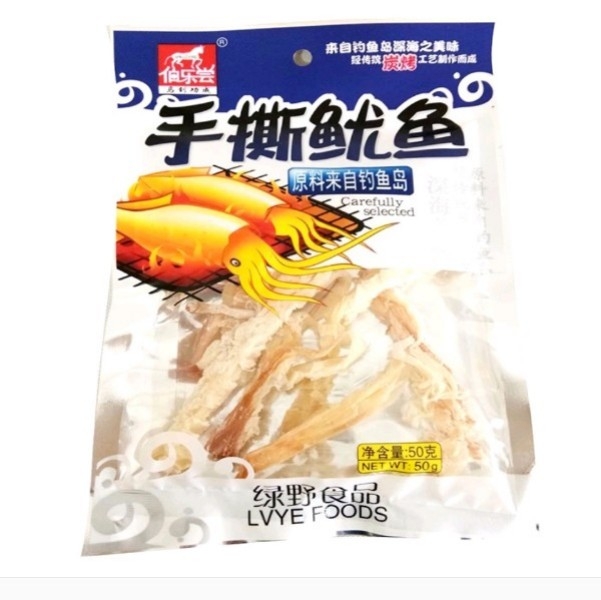 伯乐尝
®
来自钓鱼岛深海之美味
经传统炭烤工艺制作而成
手撕鱿鱼
原料来自钓鱼岛
Carefully
selected
净含量:50克
NET WT: 50g
绿野食品
LVYE FOODS